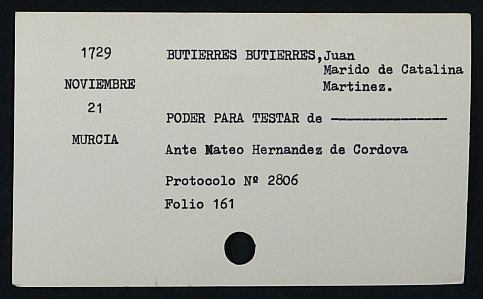 1729
NOVIEMBRE
21
MURCIA
BUTIERRES BUTIERRES, Juan
Marido de Catalina
Martinez.
PODER PARA TESTAR de ---------------
Ante Mateo Hernandez de Cordova
Protocolo Nº 2806
Folio 161